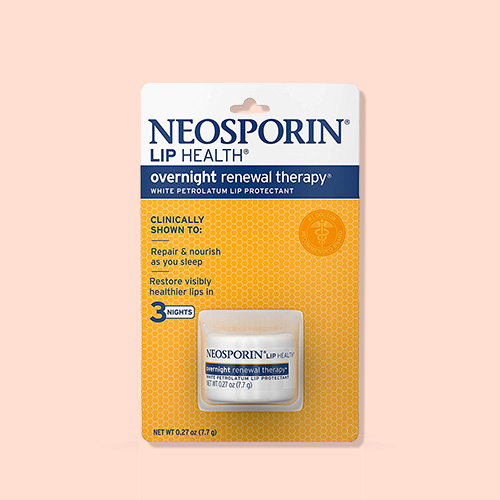 NEOSPORIN®
LIP HEALTH®
overnight renewal therapy®
WHITE PETROLATUM LIP PROTECTANT
CLINICALLY
SHOWN TO:
Repair & nourish
as you sleep
Restore visibly
healthier lips in
3 NIGHTS
NEOSPORIN® LIP HEALTH®
overnight renewal therapy®
WHITE PETROLATUM LIP PROTECTANT
NET WT 0.27 oz (7.7 g)
NET WT 0.27 oz (7.7 g)